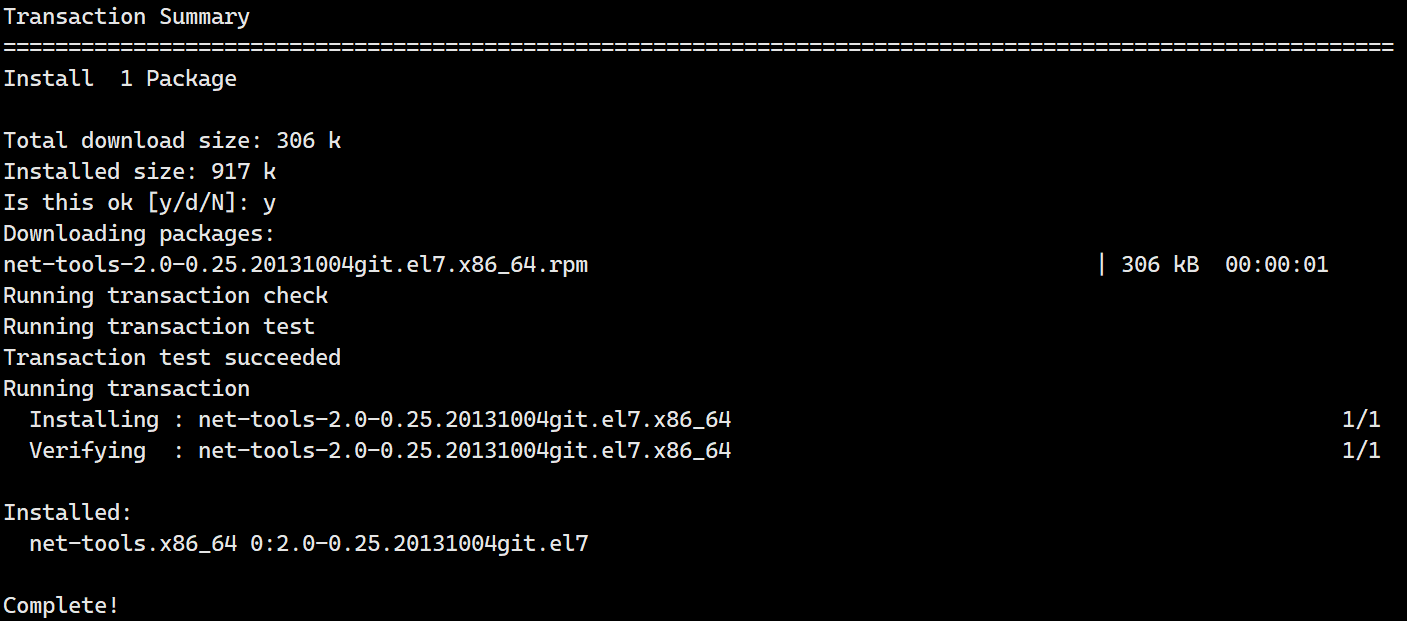 Transaction Summary
===========================================================================================================
Install  1 Package
Total download size: 306 k
Installed size: 917 k
Is this ok [y/d/N]: y
Downloading packages:
net-tools-2.0-0.25.20131004git.el7.x86_64.rpm                                       | 306 kB  00:00:01
Running transaction check
Running transaction test
Transaction test succeeded
Running transaction
  Installing : net-tools-2.0-0.25.20131004git.el7.x86_64                                               1/1
  Verifying  : net-tools-2.0-0.25.20131004git.el7.x86_64                                               1/1
Installed:
  net-tools.x86_64 0:2.0-0.25.20131004git.el7
Complete!